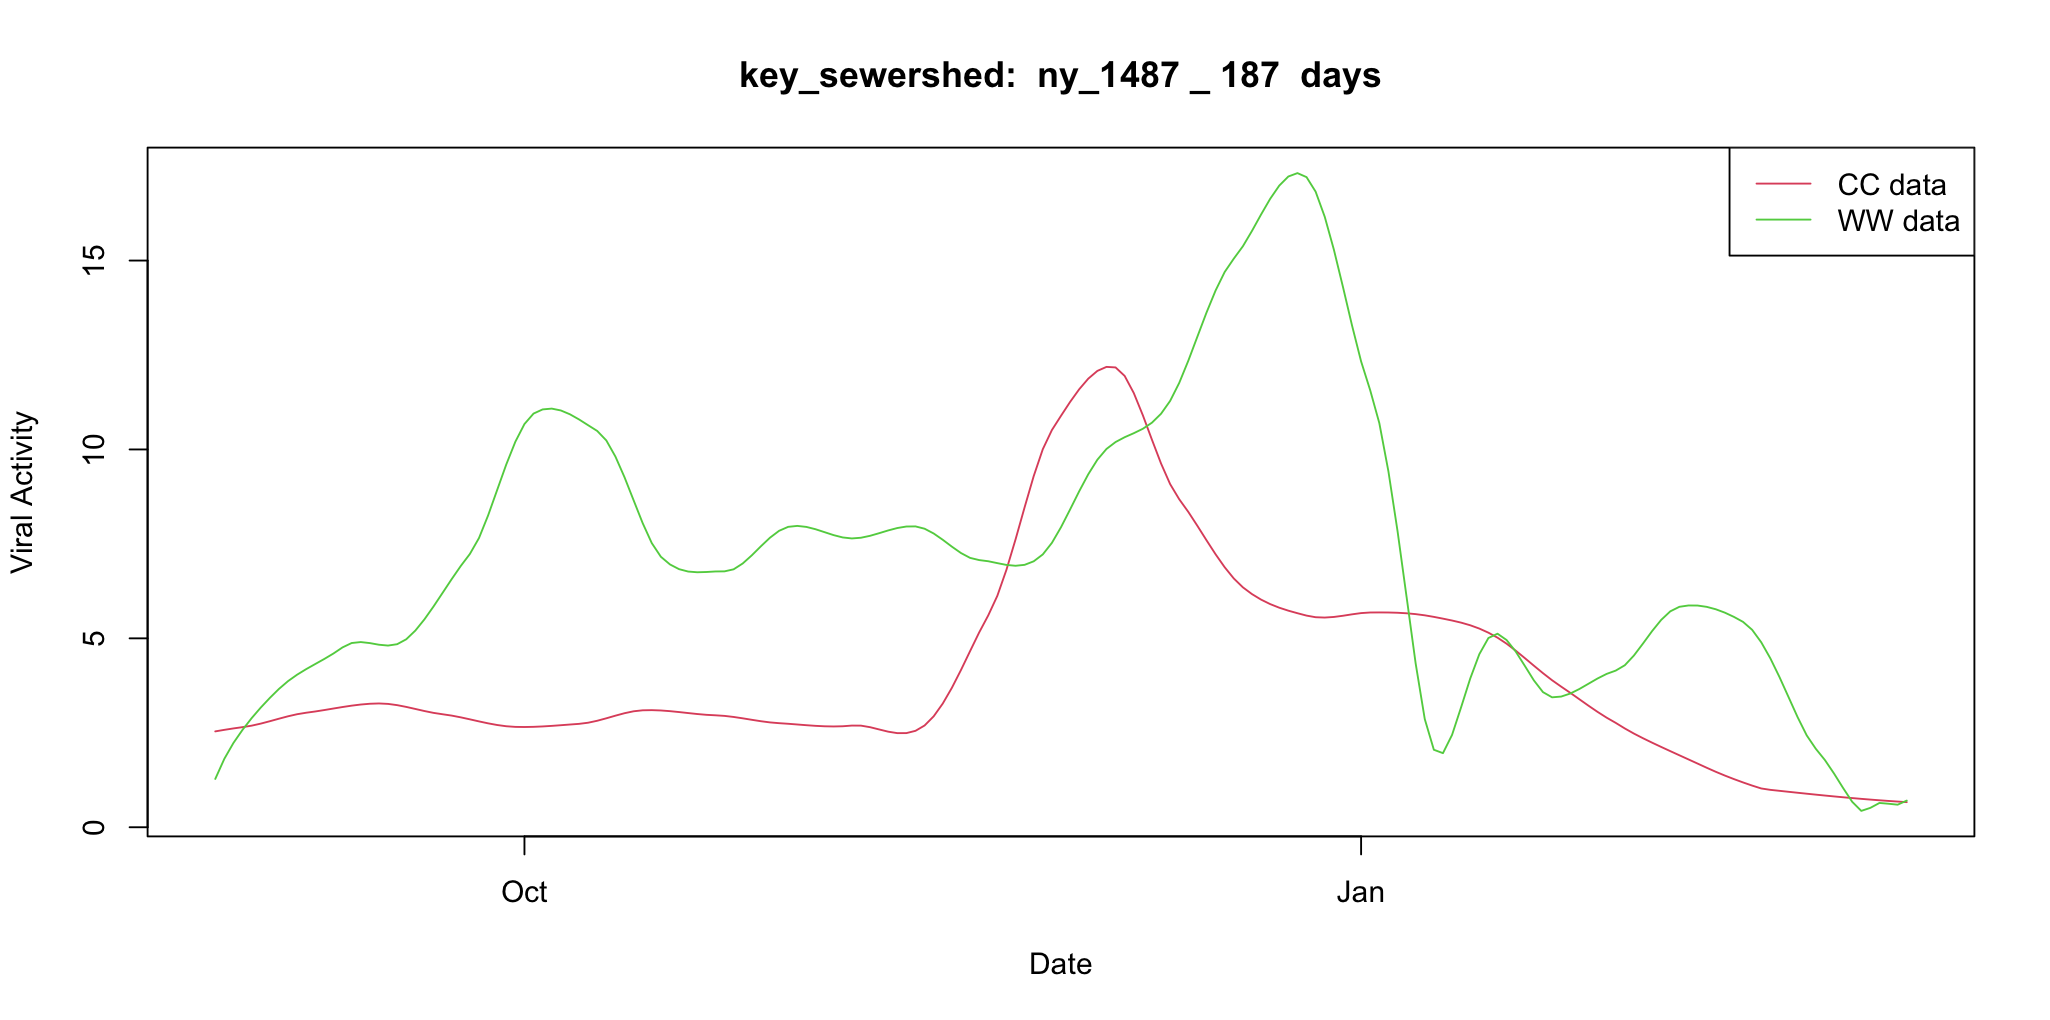 key_sewershed:  ny_1487 _ 187  days
CC data
WW data
15
10
5
0
Viral Activity
Oct
Jan
Date